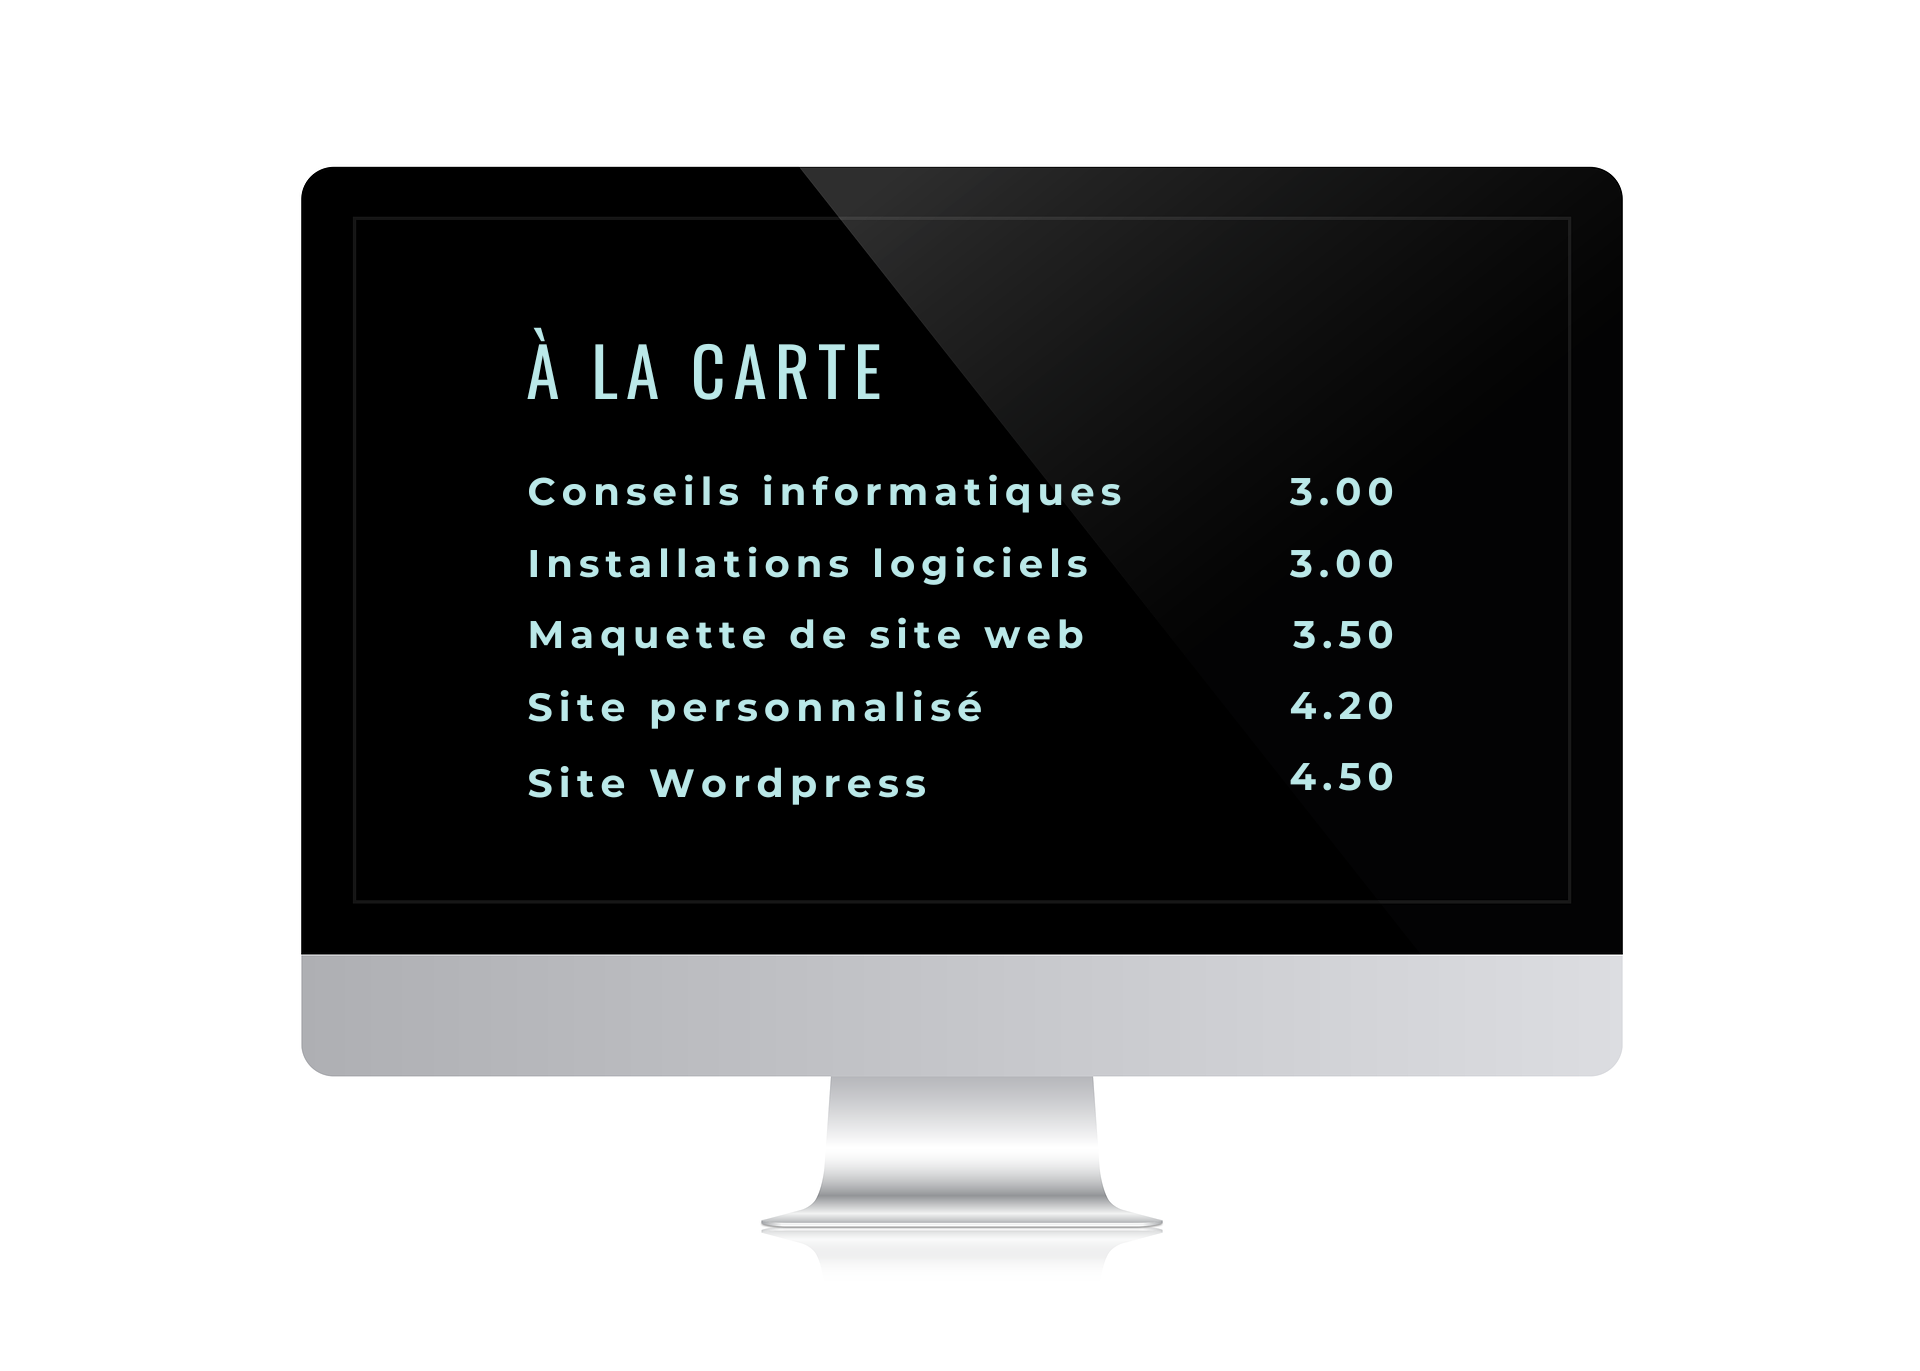 À LA CARTE
Conseils informatiques 3.00
Installations logiciels 3.00
Maquette de site web 3.50
Site personnalisé 4.20
Site Wordpress 4.50